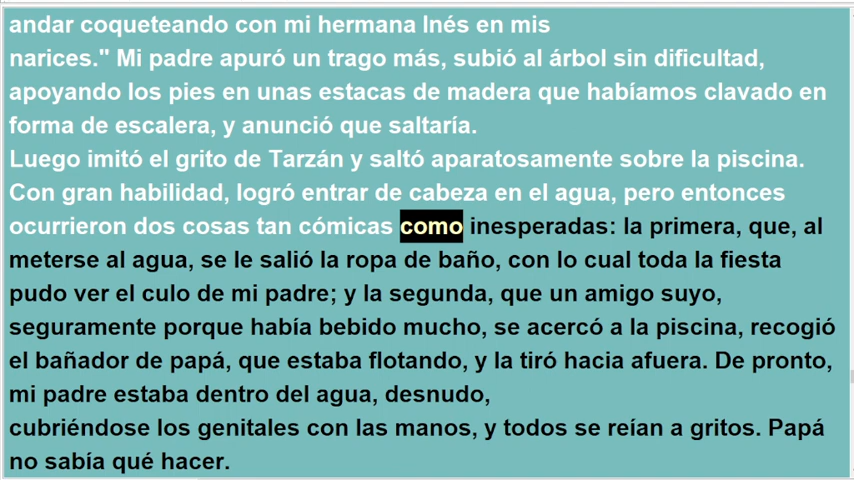 andar coqueteando con mi hermana Inés en mis
narices." Mi padre apuró un trago más, subió al árbol sin dificultad,
apoyando los pies en unas estacas de madera que habíamos clavado en
forma de escalera, y anunció que saltaría.
Luego imitó el grito de Tarzán y saltó aparatosamente sobre la piscina.
Con gran habilidad, logró entrar de cabeza en el agua, pero entonces
ocurrieron dos cosas tan cómicas como inesperadas: la primera, que, al
meterse al agua, se le salió la ropa de baño, con lo cual toda la fiesta
pudo ver el culo de mi padre; y la segunda, que un amigo suyo,
seguramente porque había bebido mucho, se acercó a la piscina, recogió
el bañador de papá, que estaba flotando, y la tiró hacia afuera. De pronto,
mi padre estaba dentro del agua, desnudo,
cubriéndose los genitales con las manos, y todos se reían a gritos. Papá
no sabía qué hacer.